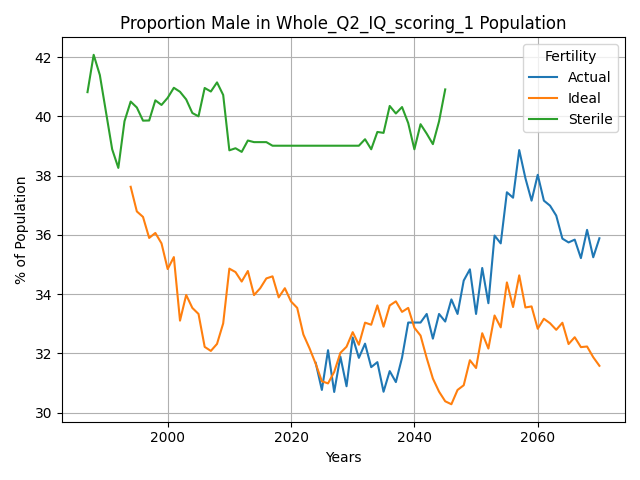 Proportion Male in Whole_Q2_IQ_scoring_1 Population
% of Population
42
40
38
36
34
32
30
Fertility
Actual
Ideal
Sterile
2000
2020
2040
2060
Years